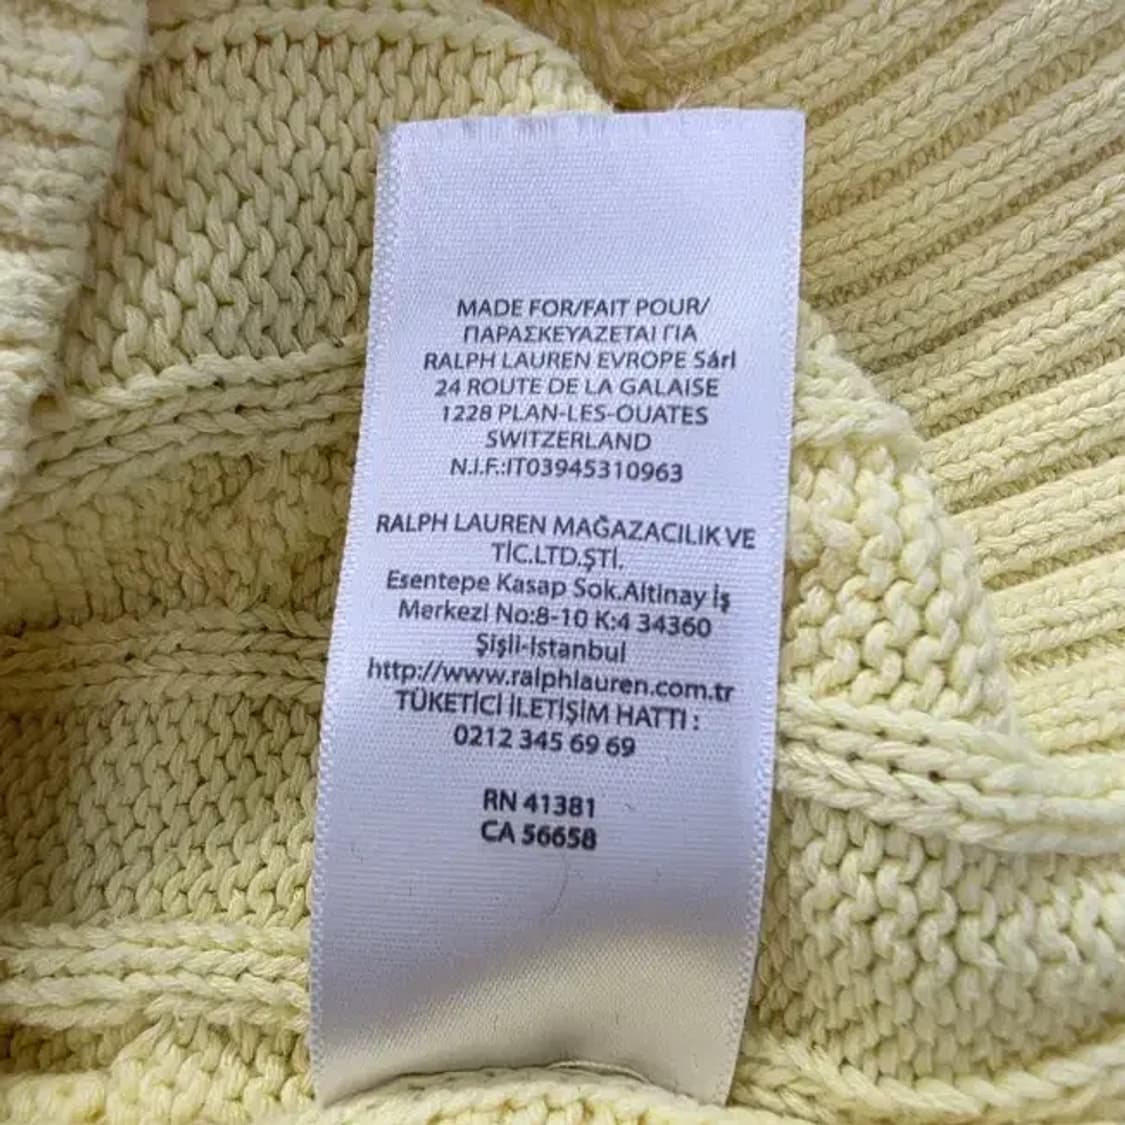 MADE FOR/FAIT POUR/
ΠΑΡΑΣΚΕΥΑΖΕΤΑΙ ΓΙΑ
RALPH LAUREN EVROPE Sárl
24 ROUTE DE LA GALAISE
1228 PLAN-LES-OUATES
SWITZERLAND
N.I.F.:IT03945310963
RALPH LAUREN MAĞAZACILIK VE
TİC.LTD.ŞTİ.
Esentepe Kasap Sok.Altinay İş
Merkezi No:8-10 K:4 34360
Şişli-Istanbul
http://www.ralphlauren.com.tr
TÜKETİCİ İLETİŞİM HATTI :
0212 345 69 69
RN 41381
CA 56658